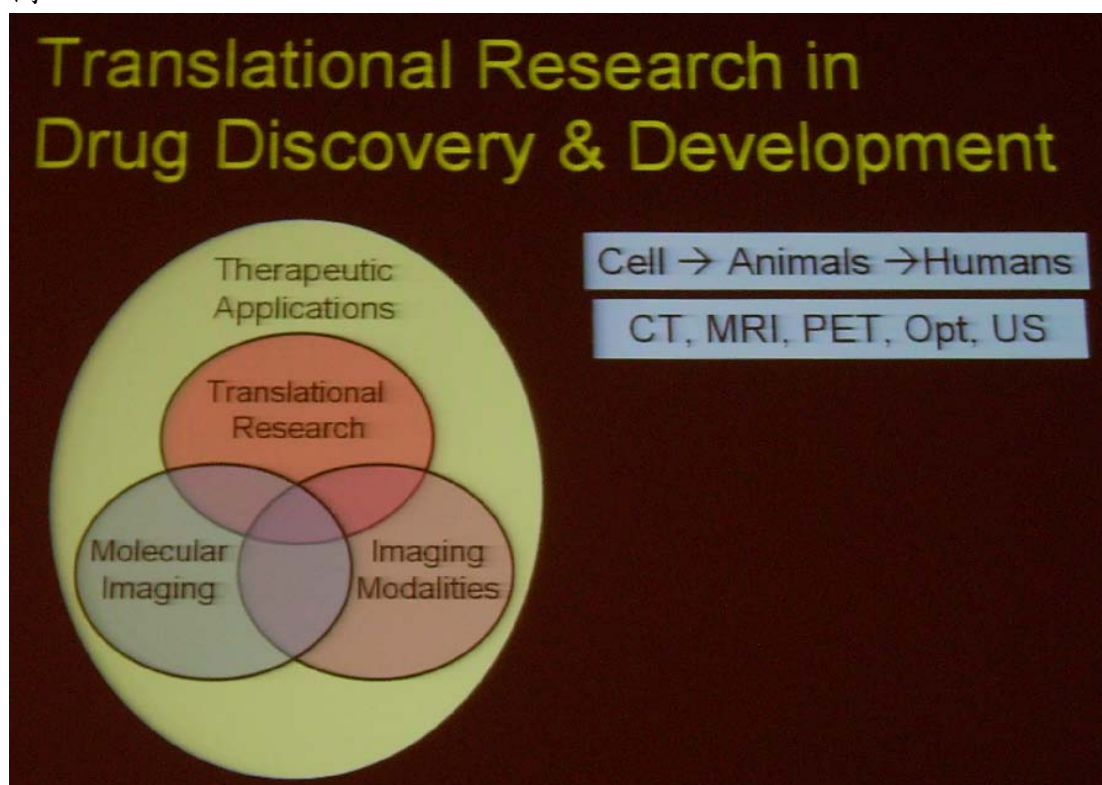 Translational Research in
Drug Discovery & Development
Therapeutic
Applications
Translational
Research
Molecular
Imaging
Imaging
Modalities
Cell → Animals →Humans
CT, MRI, PET, Opt, US